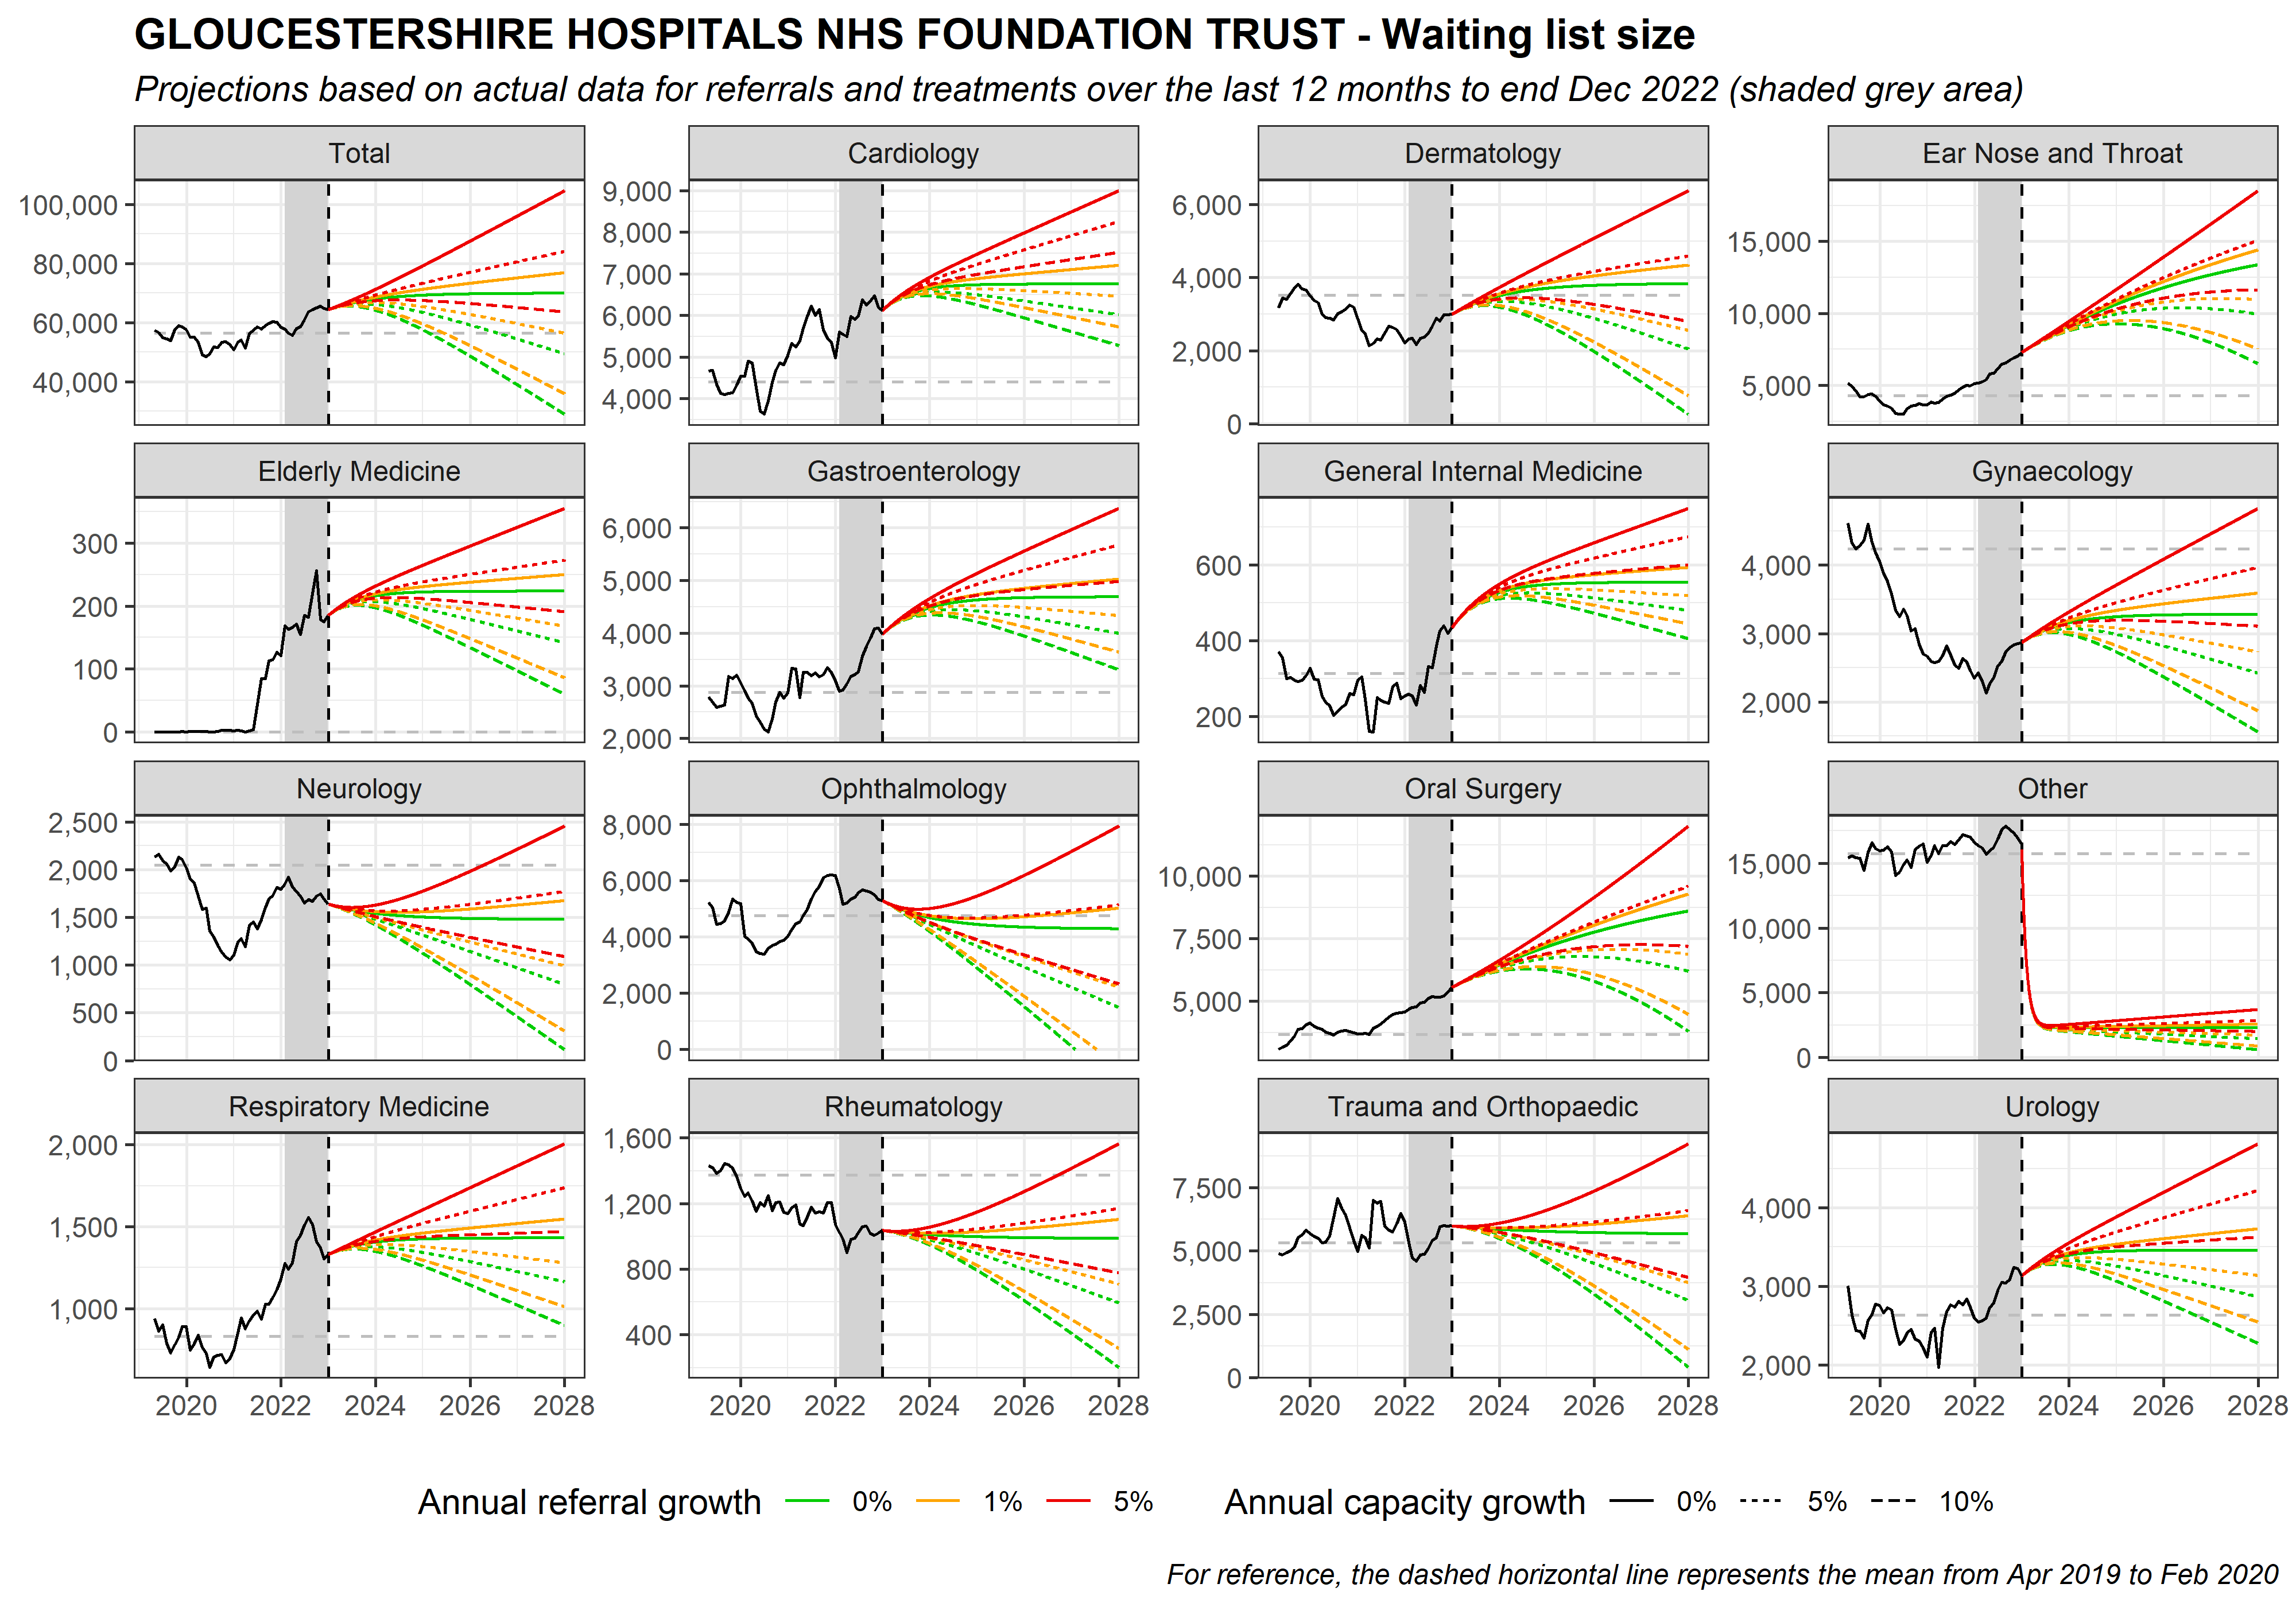 GLOUCESTERSHIRE HOSPITALS NHS FOUNDATION TRUST - Waiting list size
Projections based on actual data for referrals and treatments over the last 12 months to end Dec 2022 (shaded grey area)
Total
100,000
80,000
60,000
40,000
Cardiology
9,000
8,000
7,000
6,000
5,000
4,000
Dermatology
6,000
4,000
2,000
0
Ear Nose and Throat
15,000
10,000
5,000
Elderly Medicine
300
200
100
0
Gastroenterology
6,000
5,000
4,000
3,000
2,000
General Internal Medicine
600
400
200
Gynaecology
4,000
3,000
2,000
Neurology
2,500
2,000
1,500
1,000
500
0
Ophthalmology
8,000
6,000
4,000
2,000
0
Oral Surgery
10,000
7,500
5,000
Other
15,000
10,000
5,000
0
Respiratory Medicine
2,000
1,500
1,000
Rheumatology
1,600
1,200
800
400
Trauma and Orthopaedic
7,500
5,000
2,500
0
Urology
4,000
3,000
2,000
2020 2022 2024 2026 2028
2020 2022 2024 2026 2028
2020 2022 2024 2026 2028
2020 2022 2024 2026 2028
Annual referral growth 0% 1% 5%
Annual capacity growth 0% 5% 10%
For reference, the dashed horizontal line represents the mean from Apr 2019 to Feb 2020